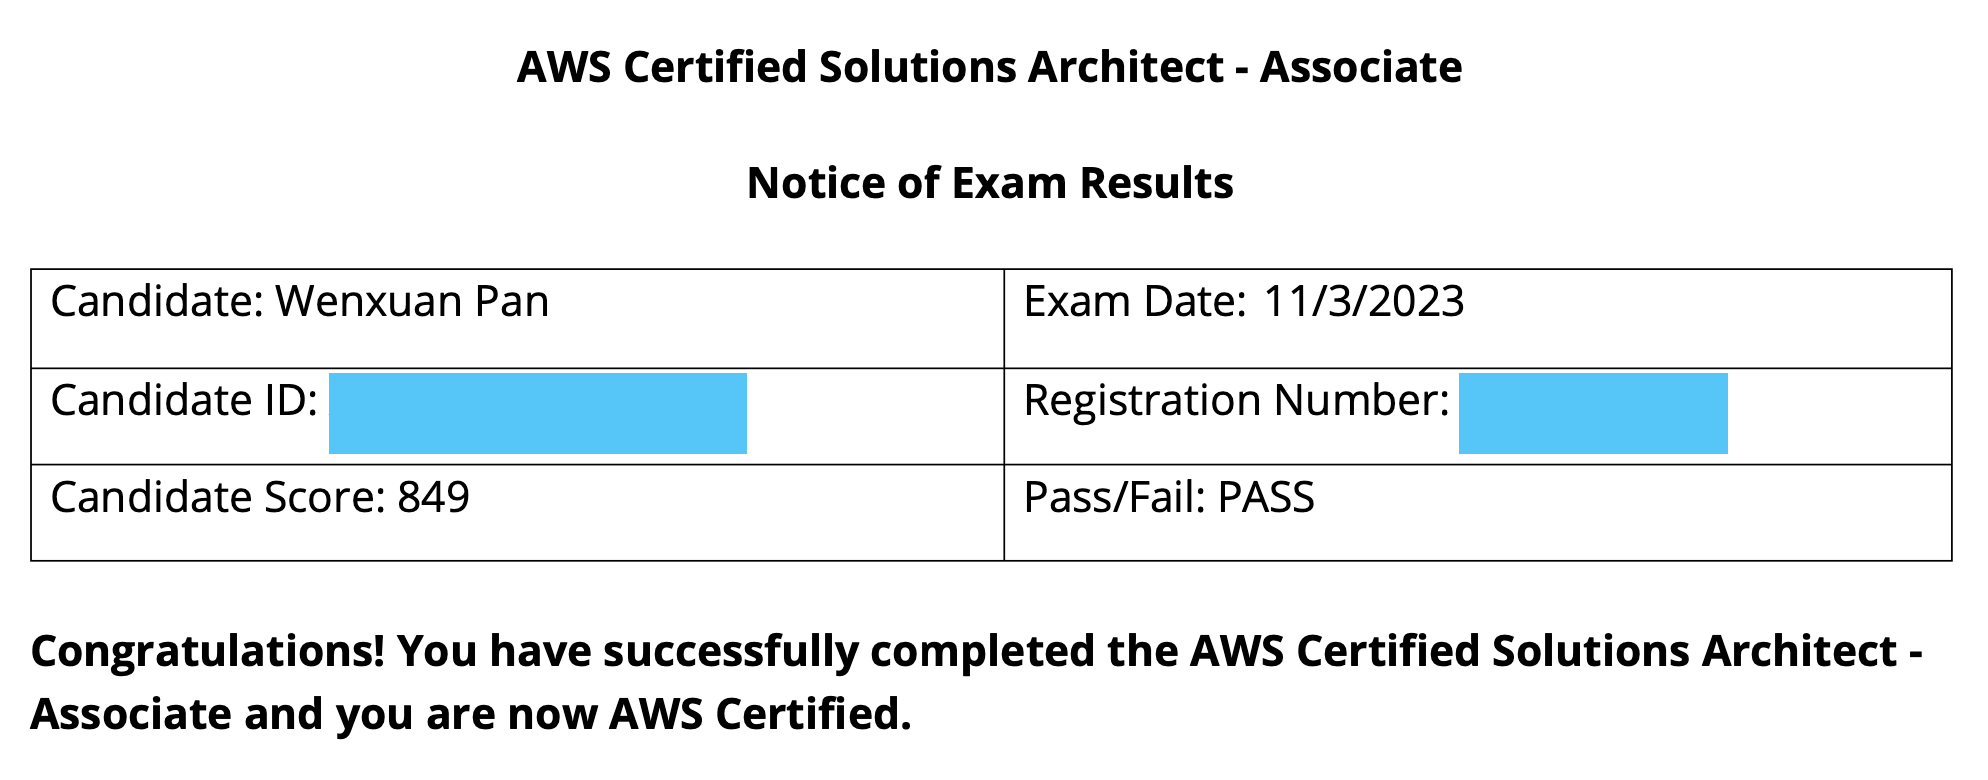 AWS Certified Solutions Architect - Associate
Notice of Exam Results
Candidate: Wenxuan Pan
Exam Date: 11/3/2023
Candidate ID:
Registration Number:
Candidate Score: 849
Pass/Fail: PASS
Congratulations! You have successfully completed the AWS Certified Solutions Architect -
Associate and you are now AWS Certified.